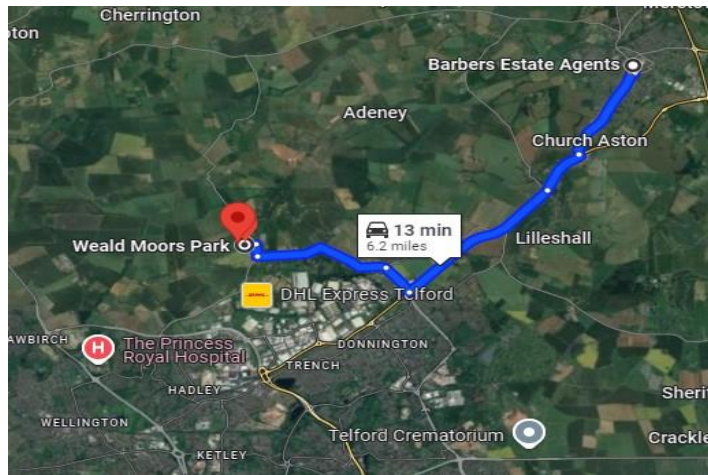 Cherrington
Barbers Estate Agents
Adeney
Church Aston
13 min
6.2 miles
Weald Moors Park
Lilleshall
DHL Express Telford
AWBIRCH
The Princess
Royal Hospital
H
DONNINGTON
TRENCH
HADLEY
Sherif
WELLINGTON
Telford Crematorium
Crackle
KETLEY